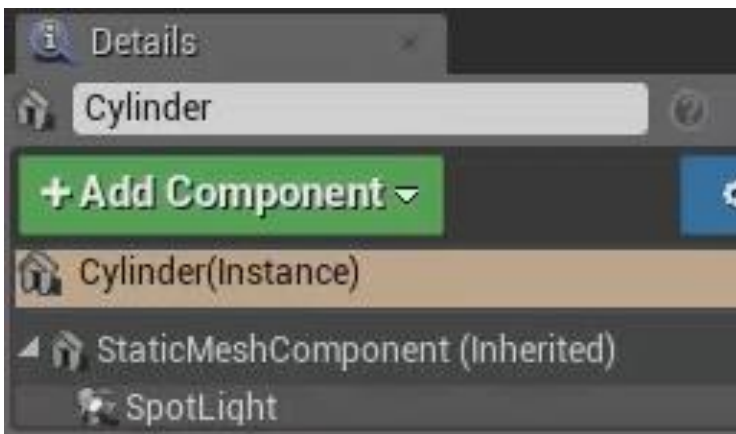 Details
Cylinder
+ Add Component
Cylinder(Instance)
StaticMeshComponent (Inherited)
SpotLight